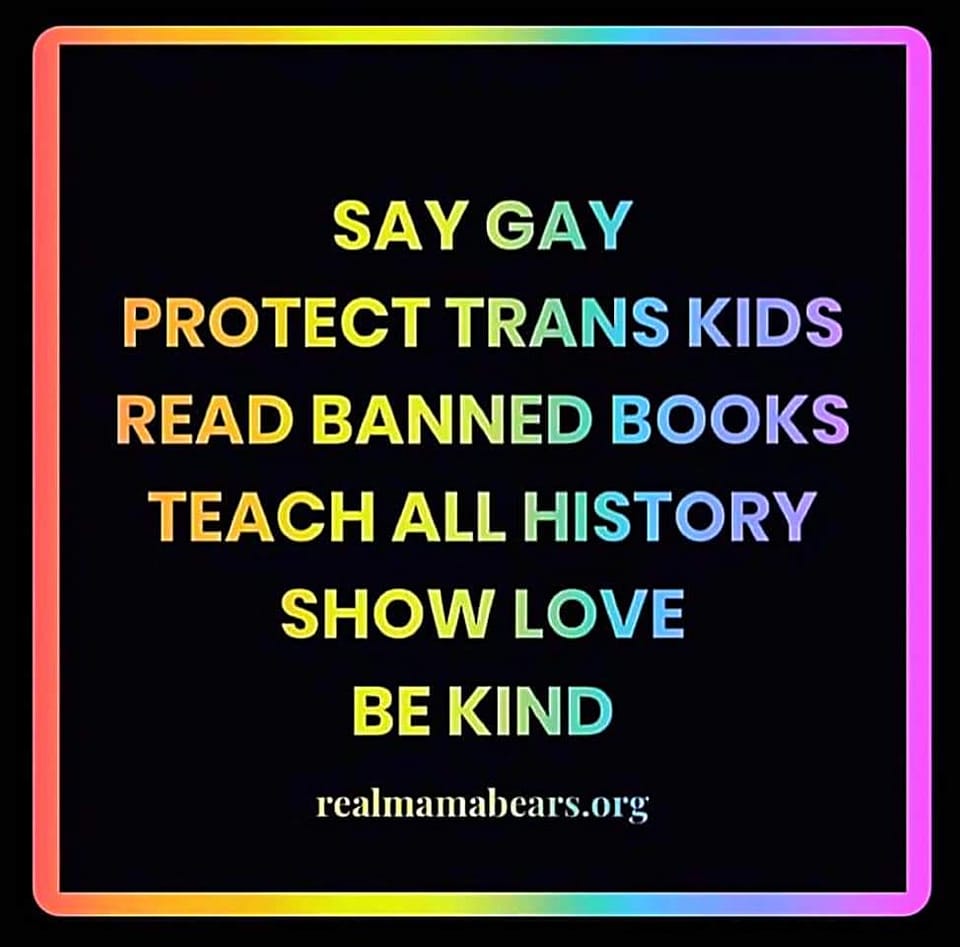 SAY GAY
PROTECT TRANS KIDS
READ BANNED BOOKS
TEACH ALL HISTORY
SHOW LOVE
BE KIND
realmamabears.org